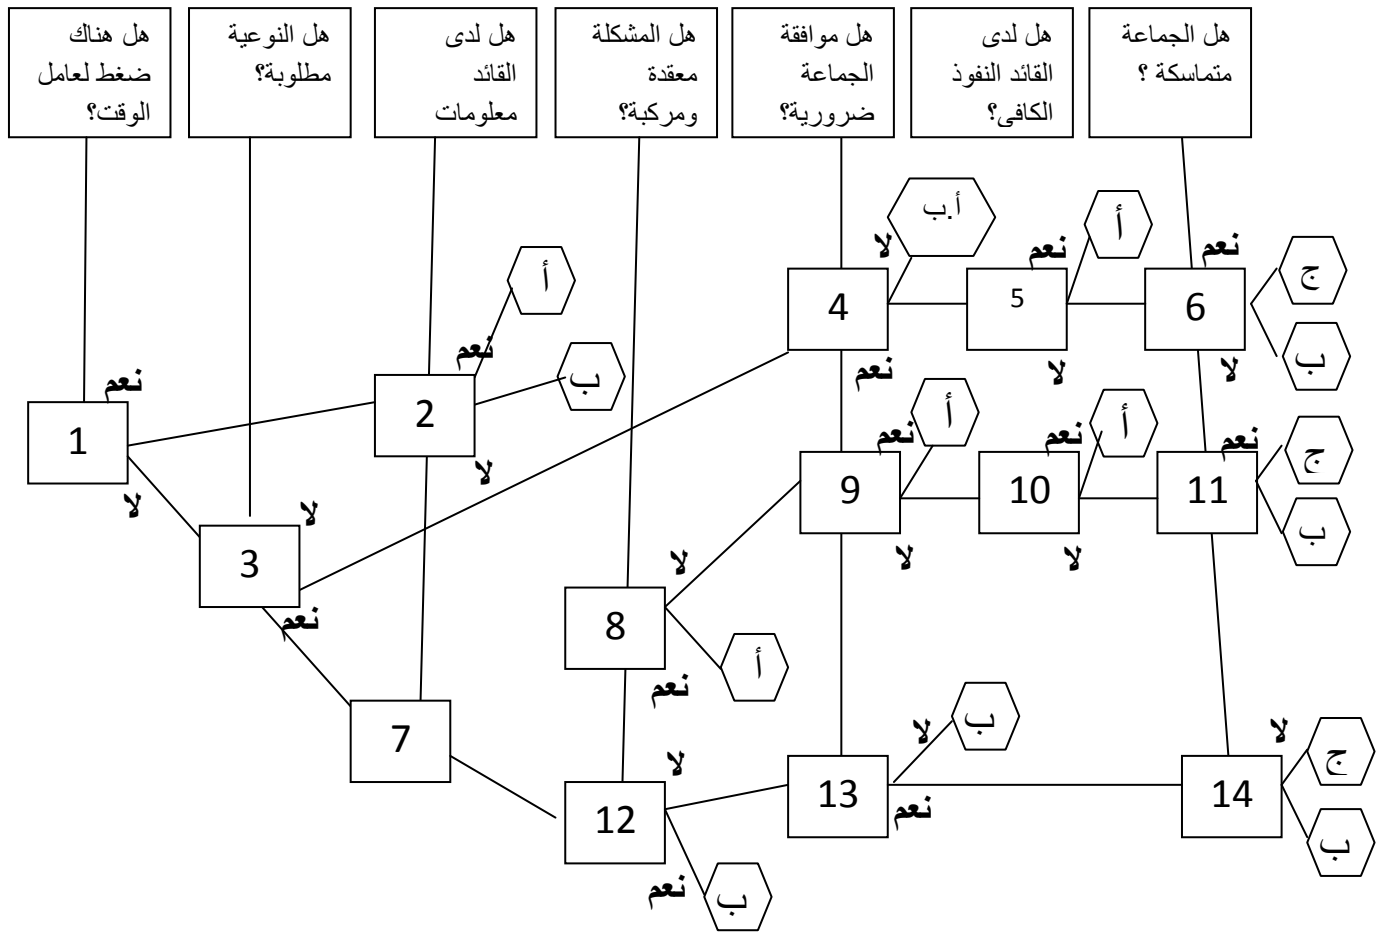 هل هناك
ضغط لعامل
الوقت؟
هل النوعية
مطلوبة؟
هل لدى
القائد
معلومات
هل المشكلة
معقدة
ومركبة؟
هل موافقة
الجماعة
ضرورية؟
هل لدى
القائد النفوذ
الكافى؟
هل الجماعة
متماسكة ؟
أ.ب
لا
نعم
أ
نعم
ج
4
5
6
ب
نعم
لا
لا
أ
نعم
ب
2
لا
نعم
1
لا
نعم
أ
نعم
أ
نعم
ج
9
10
11
ب
لا
لا
لا
3
نعم
لا
8
أ
نعم
7
لا
12
نعم
ب
لا
ب
13
نعم
لا
ج
14
ب